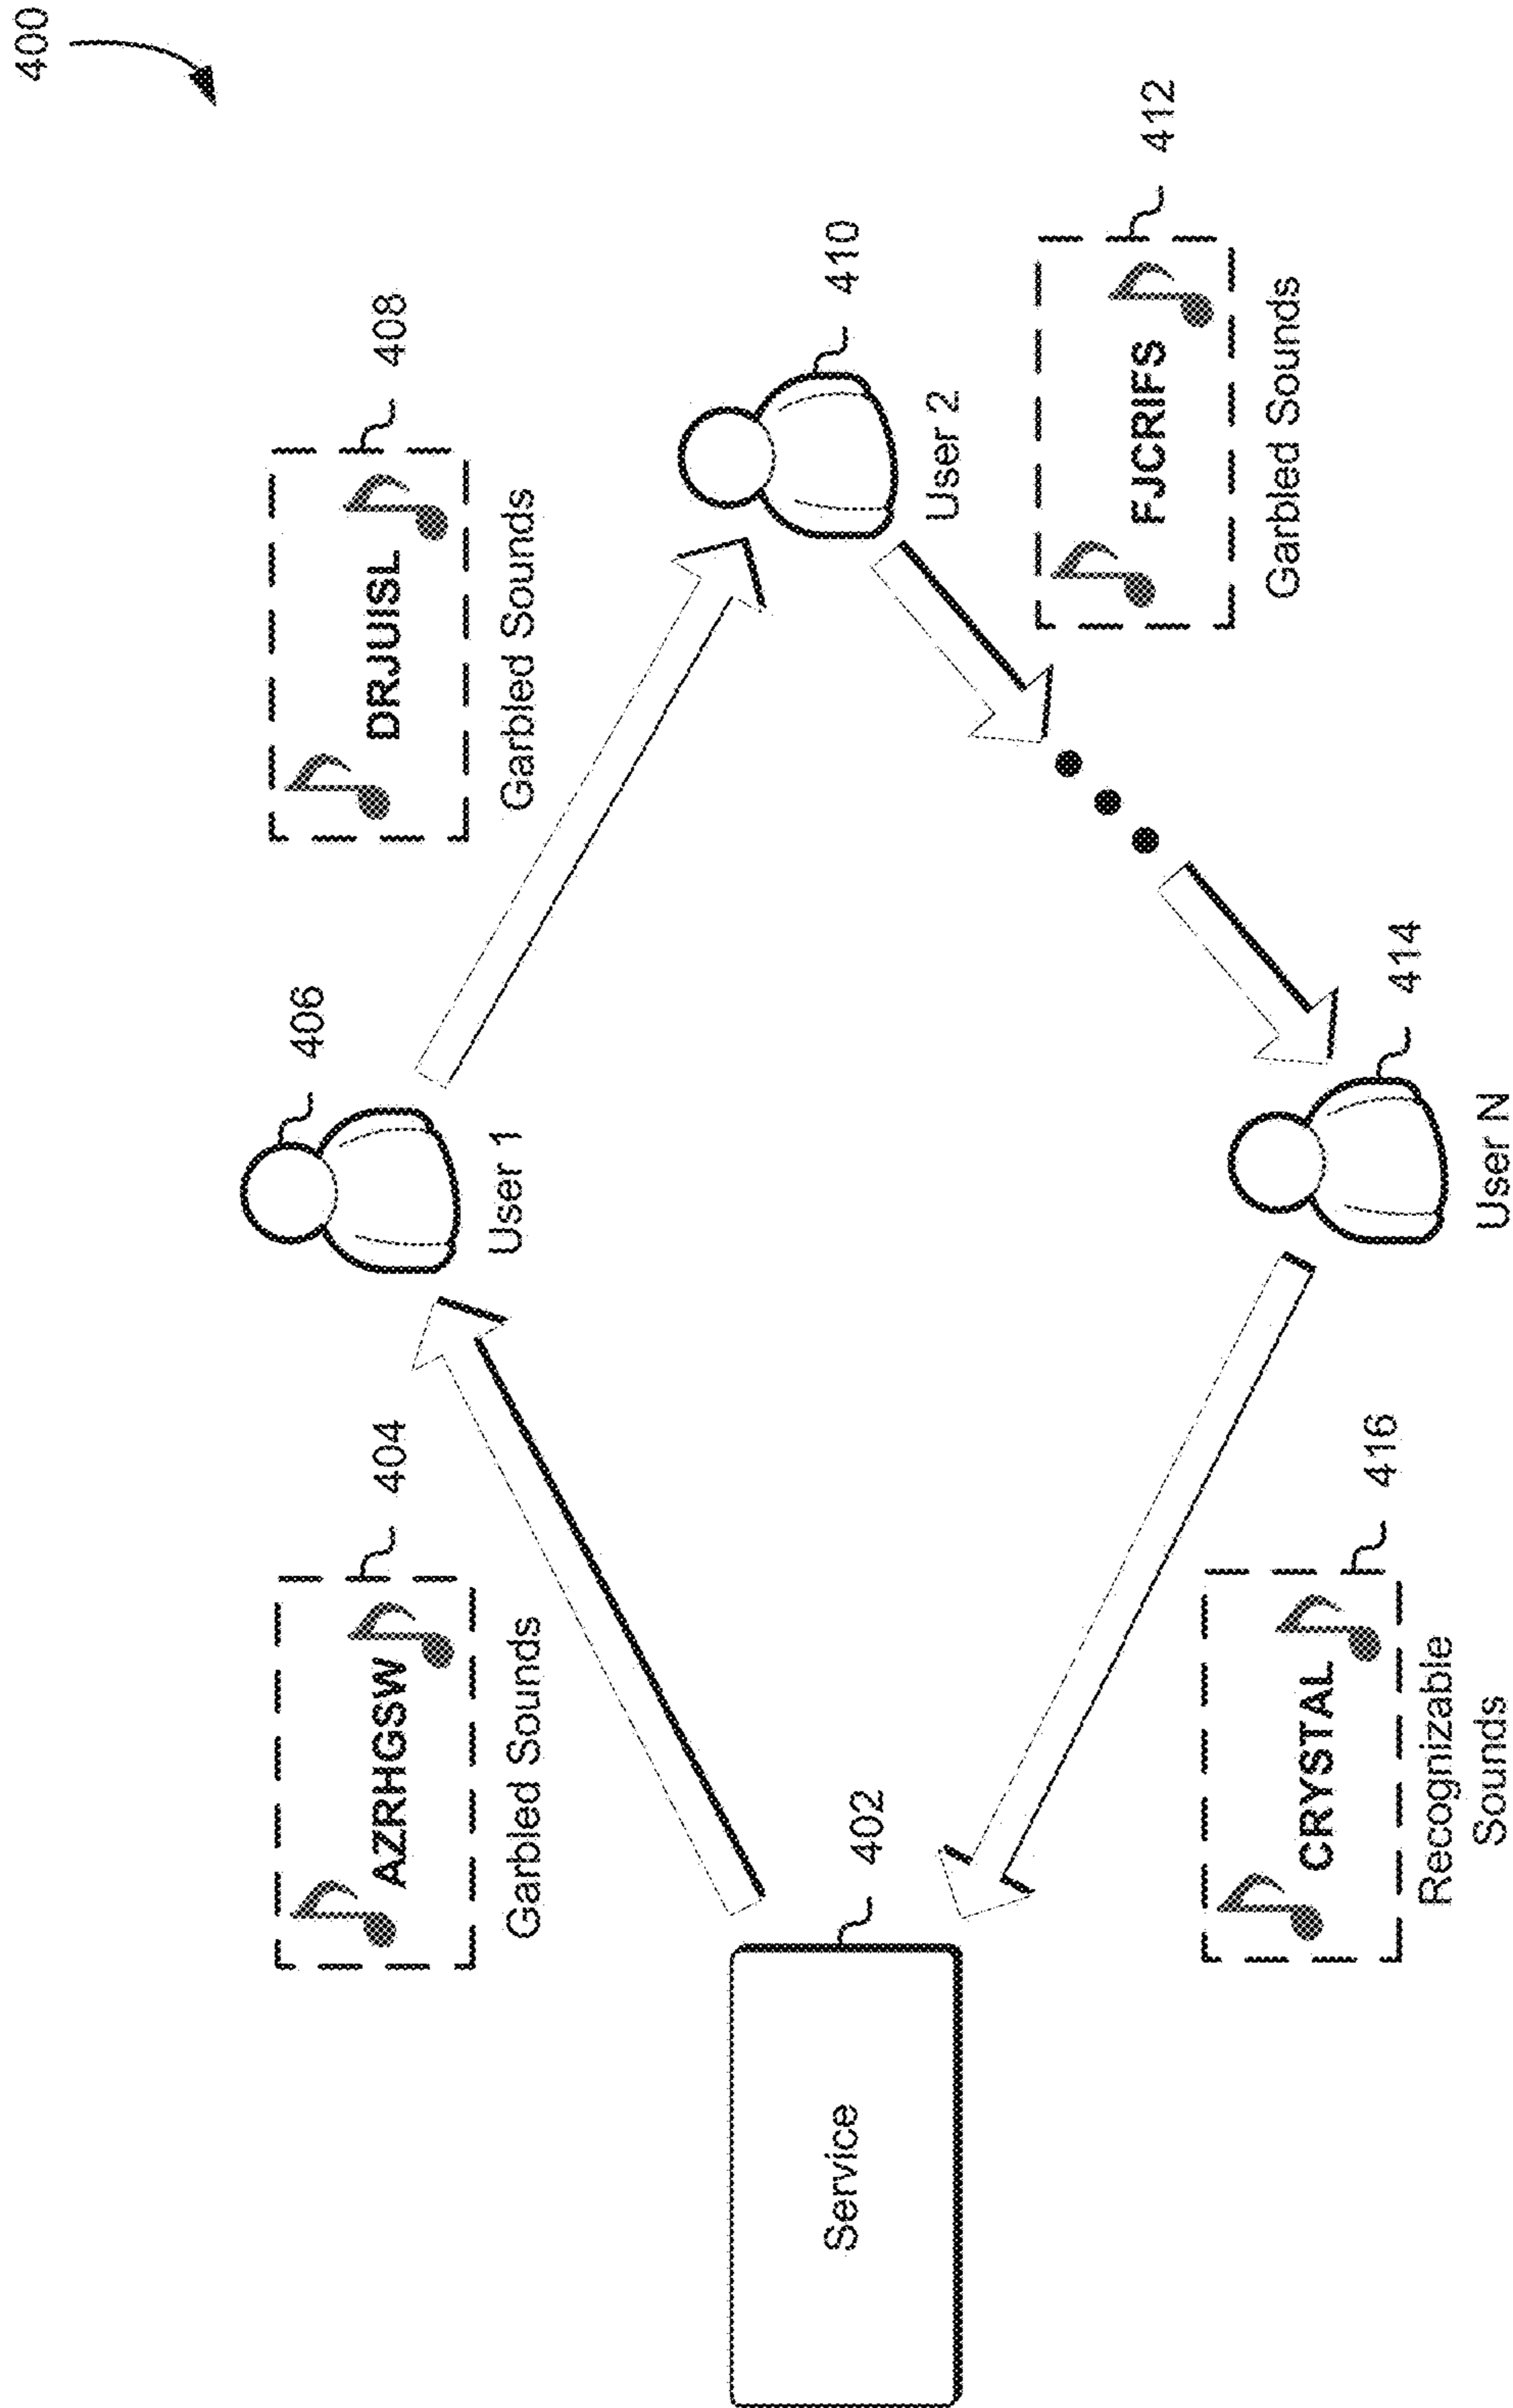 400
406
User 1
AZRHGSW
404
Garbled Sounds
DRJUISL
408
Garbled Sounds
Service
402
410
User 2
CRYSTAL
416
Recognizable
Sounds
414
User N
FJCRIFS
412
Garbled Sounds